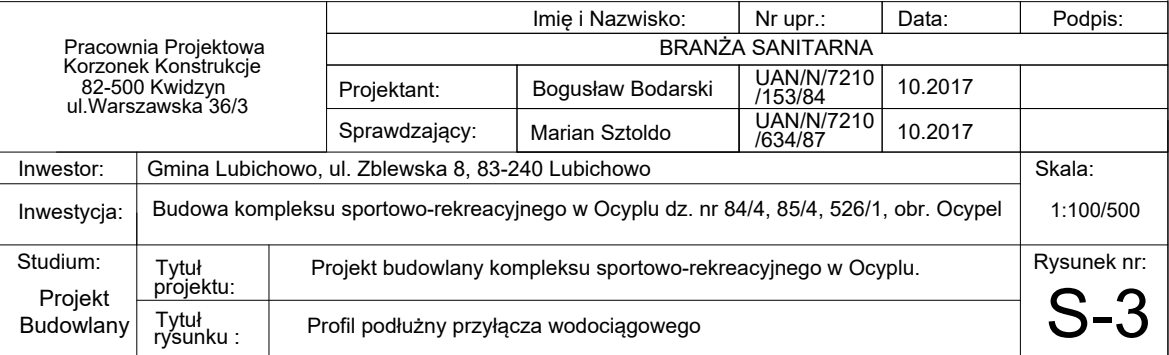 Pracownia Projektowa
Korzonek Konstrukcje
82-500 Kwidzyn
ul.Warszawska 36/3
Imię i Nazwisko: Nr upr.: Data: Podpis:
BRANŻA SANITARNA
Projektant: Bogusław Bodarski UAN/N/7210
/153/84 10.2017
Sprawdzający: Marian Sztoldo UAN/N/7210
/634/87 10.2017
Inwestor: Gmina Lubichowo, ul. Zblewska 8, 83-240 Lubichowo
Skala:
1:100/500
Inwestycja: Budowa kompleksu sportowo-rekreacyjnego w Ocyplu dz. nr 84/4, 85/4, 526/1, obr. Ocypel
Studium:
Projekt
Budowlany
Tytuł
projektu: Projekt budowlany kompleksu sportowo-rekreacyjnego w Ocyplu.
Tytuł
rysunku : Profil podłużny przyłącza wodociągowego
Rysunek nr:
S-3